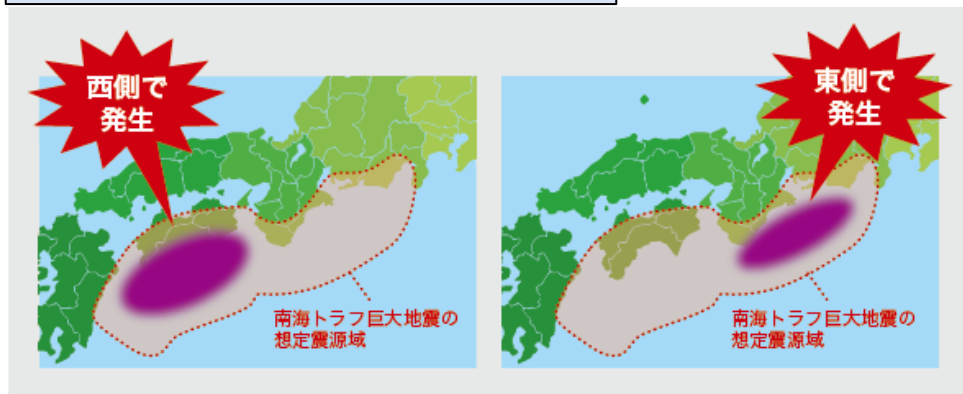 西側で
発生
南海トラフ巨大地震の
想定震源域
東側で
発生
南海トラフ巨大地震の
想定震源域